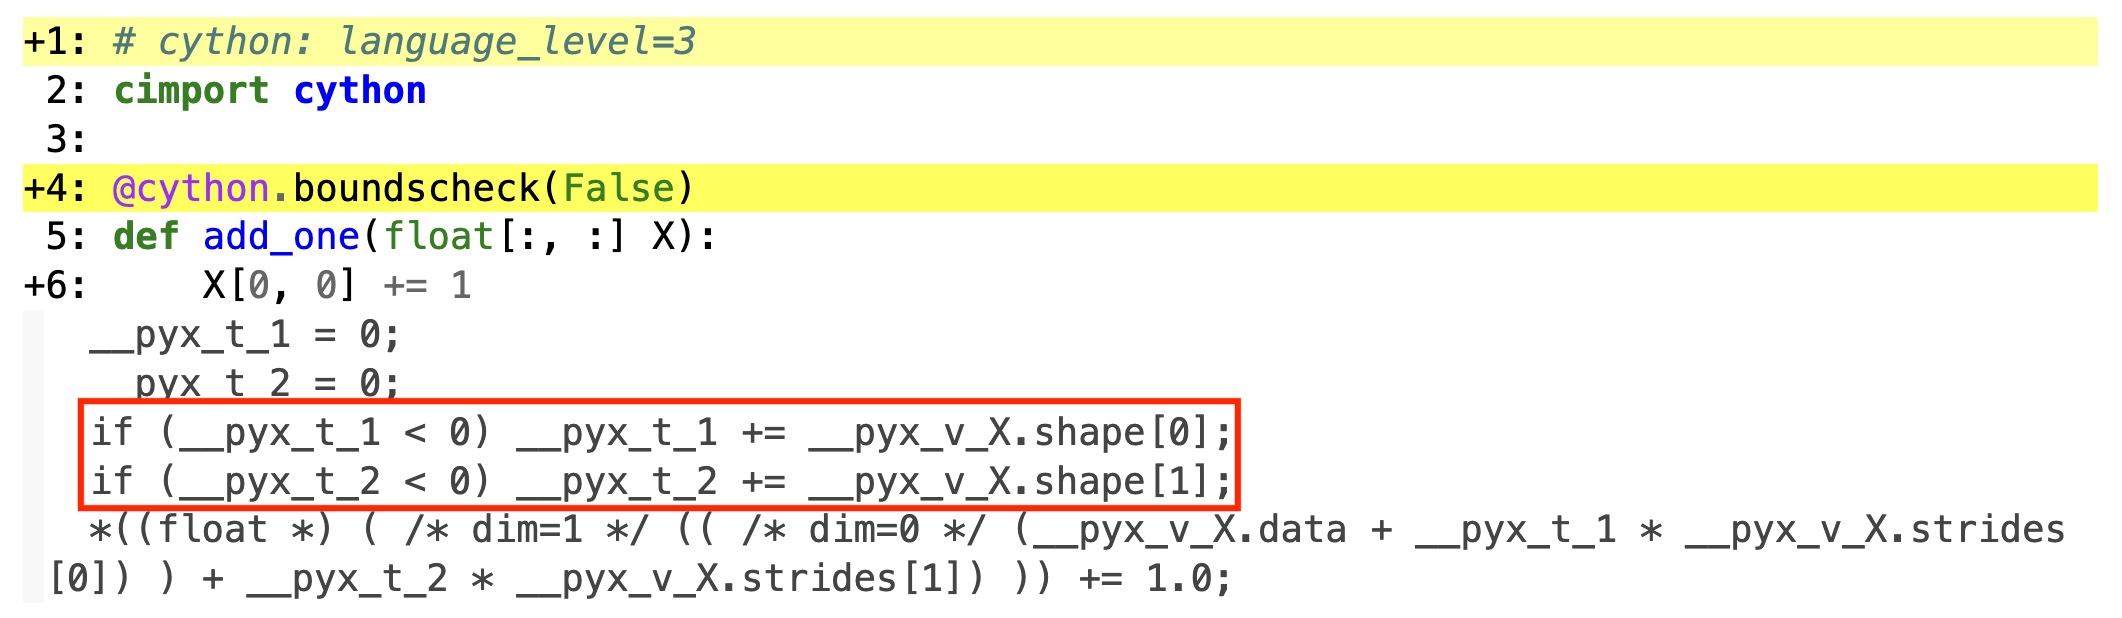 +1: # cython: language_level=3
 2: cimport cython
 3:
+4: @cython.boundscheck(False)
 5: def add_one(float[:, :] X):
+6:     X[0, 0] += 1
  __pyx_t_1 = 0;
  __pyx_t_2 = 0;
  if (__pyx_t_1 < 0) __pyx_t_1 += __pyx_v_X.shape[0];
  if (__pyx_t_2 < 0) __pyx_t_2 += __pyx_v_X.shape[1];
  *((float *) ( /* dim=1 */ (( /* dim=0 */ (__pyx_v_X.data + __pyx_t_1 * __pyx_v_X.strides
[0]) ) + __pyx_t_2 * __pyx_v_X.strides[1]) )) += 1.0;